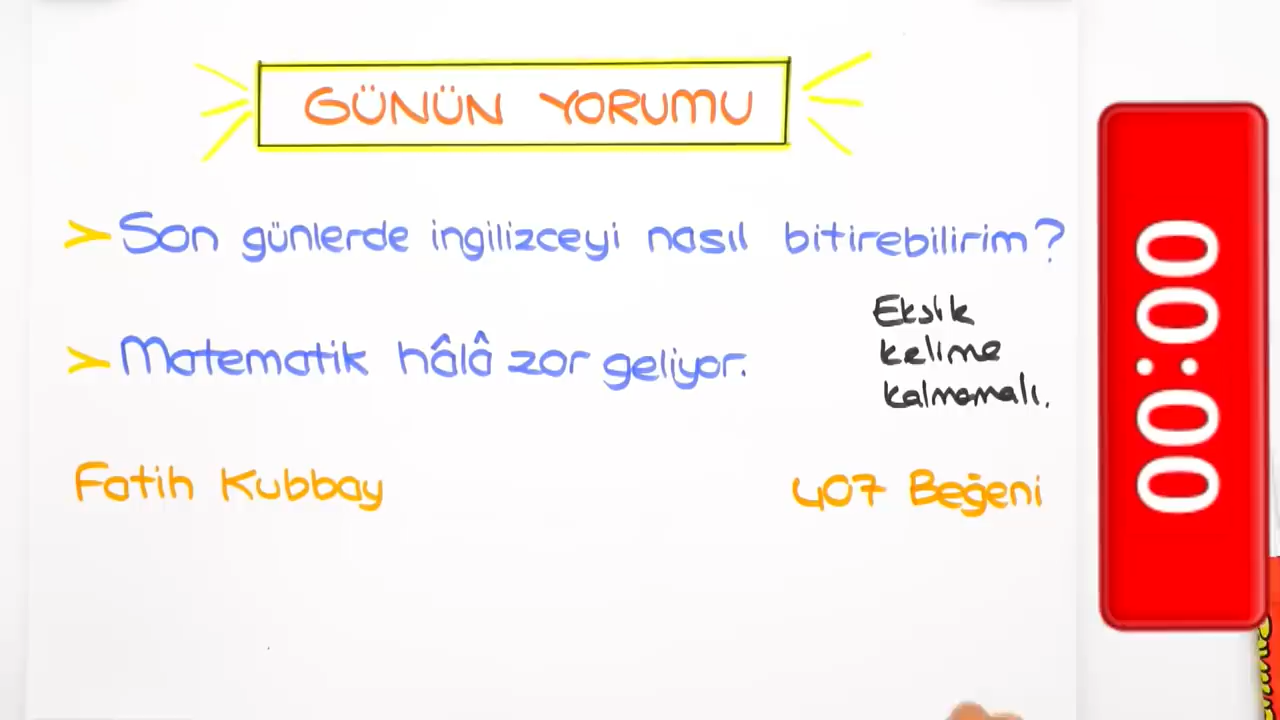 GÜNÜN YORUMU
➤ Son günlerde ingilizceyi nasıl bitirebilirim?
Eksik
kelime
kalmamalı.
➤ Matematik hâlâ zor geliyor.
Fatih Kubbay
407 Beğeni
00:00